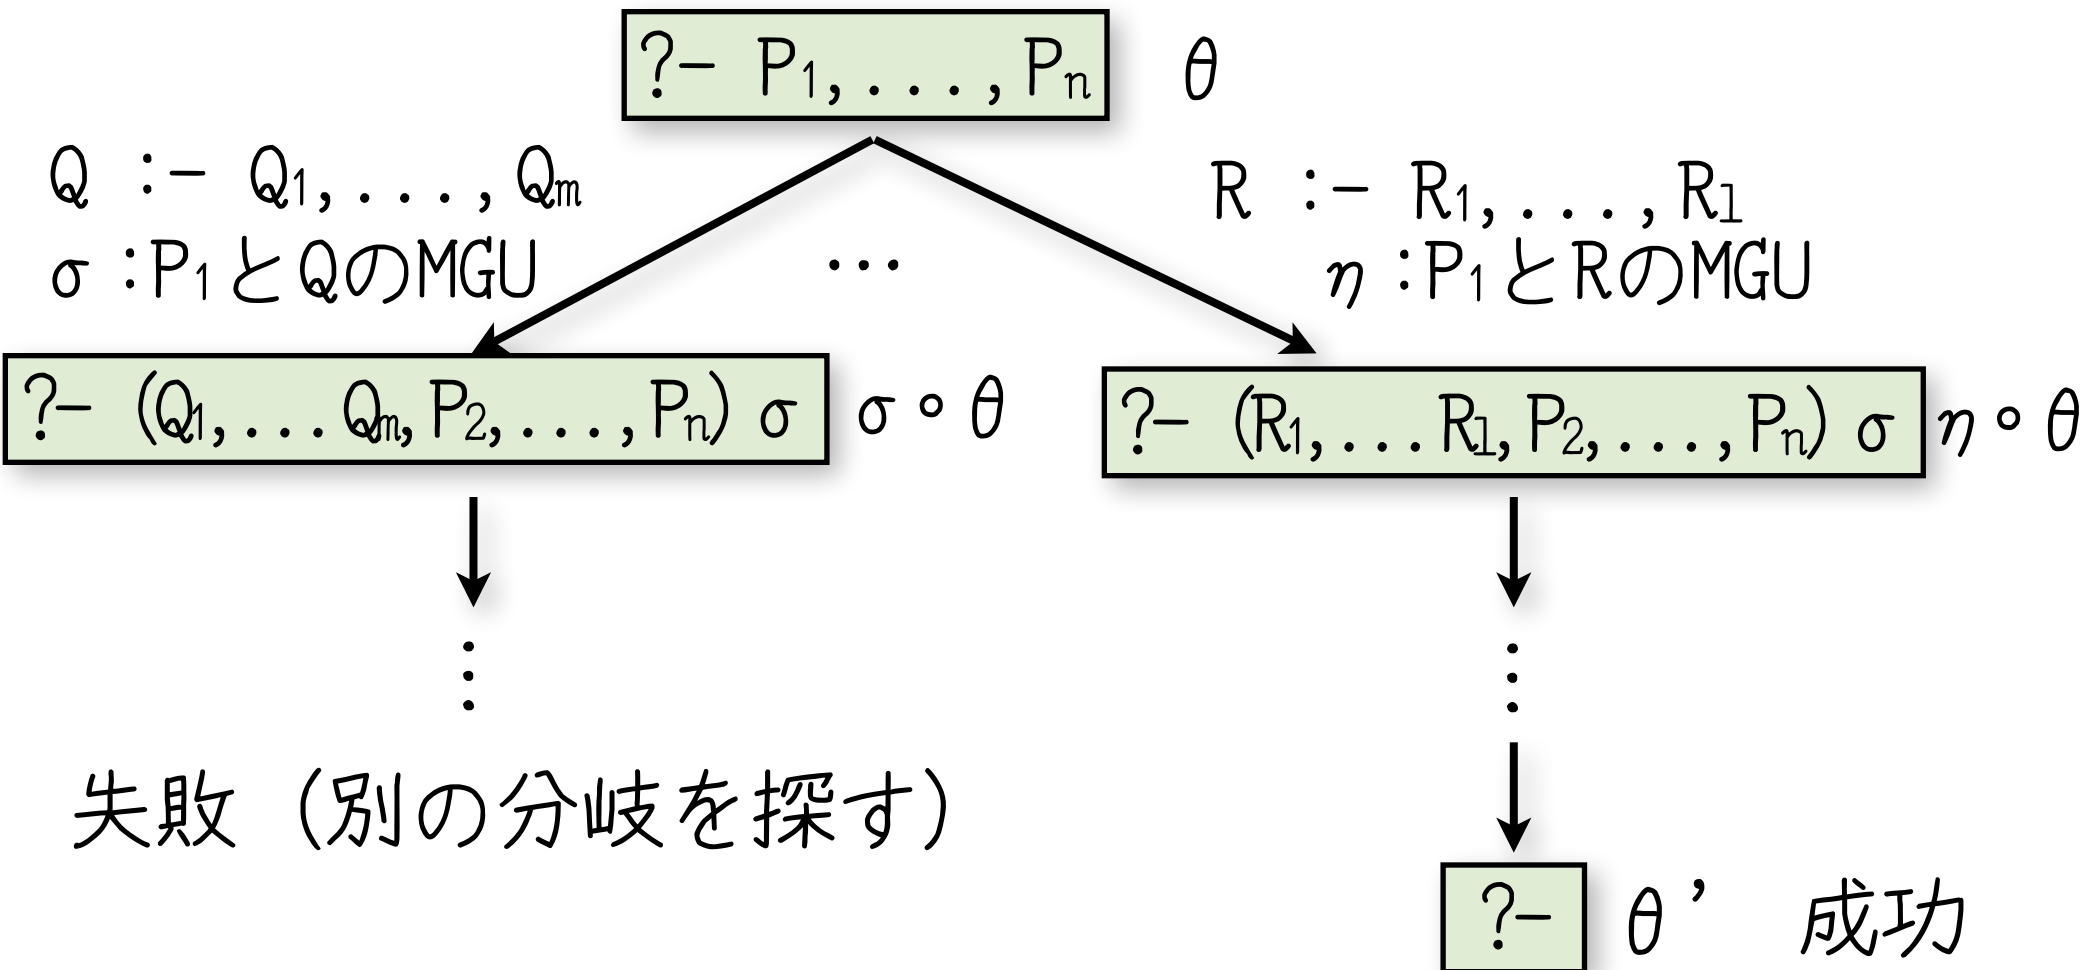 ?- P1,...,Pn θ
Q :- Q1,...,Qm
σ :P1とQのMGU
...
R :- R1,...,Rl
η :P1とRのMGU
?- (Q1,...Qm,P2,...,Pn) σ σ∘θ
?- (R1,...Rl,P2,...,Pn) σ η∘θ
失敗 (別の分岐を探す)
?- θ' 成功